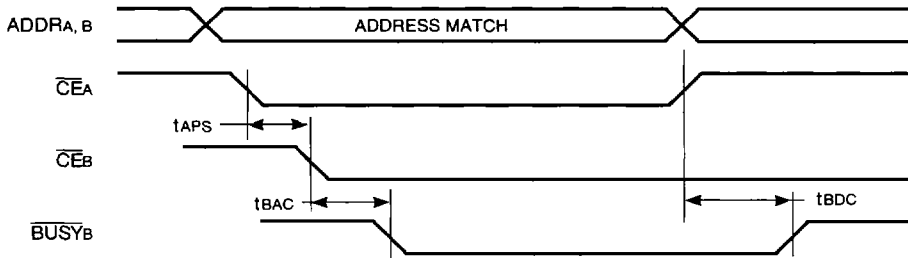 ADDRA, B
ADDRESS MATCH
CEA
tAPS
CEB
tBAC
tBDC
BUSYB